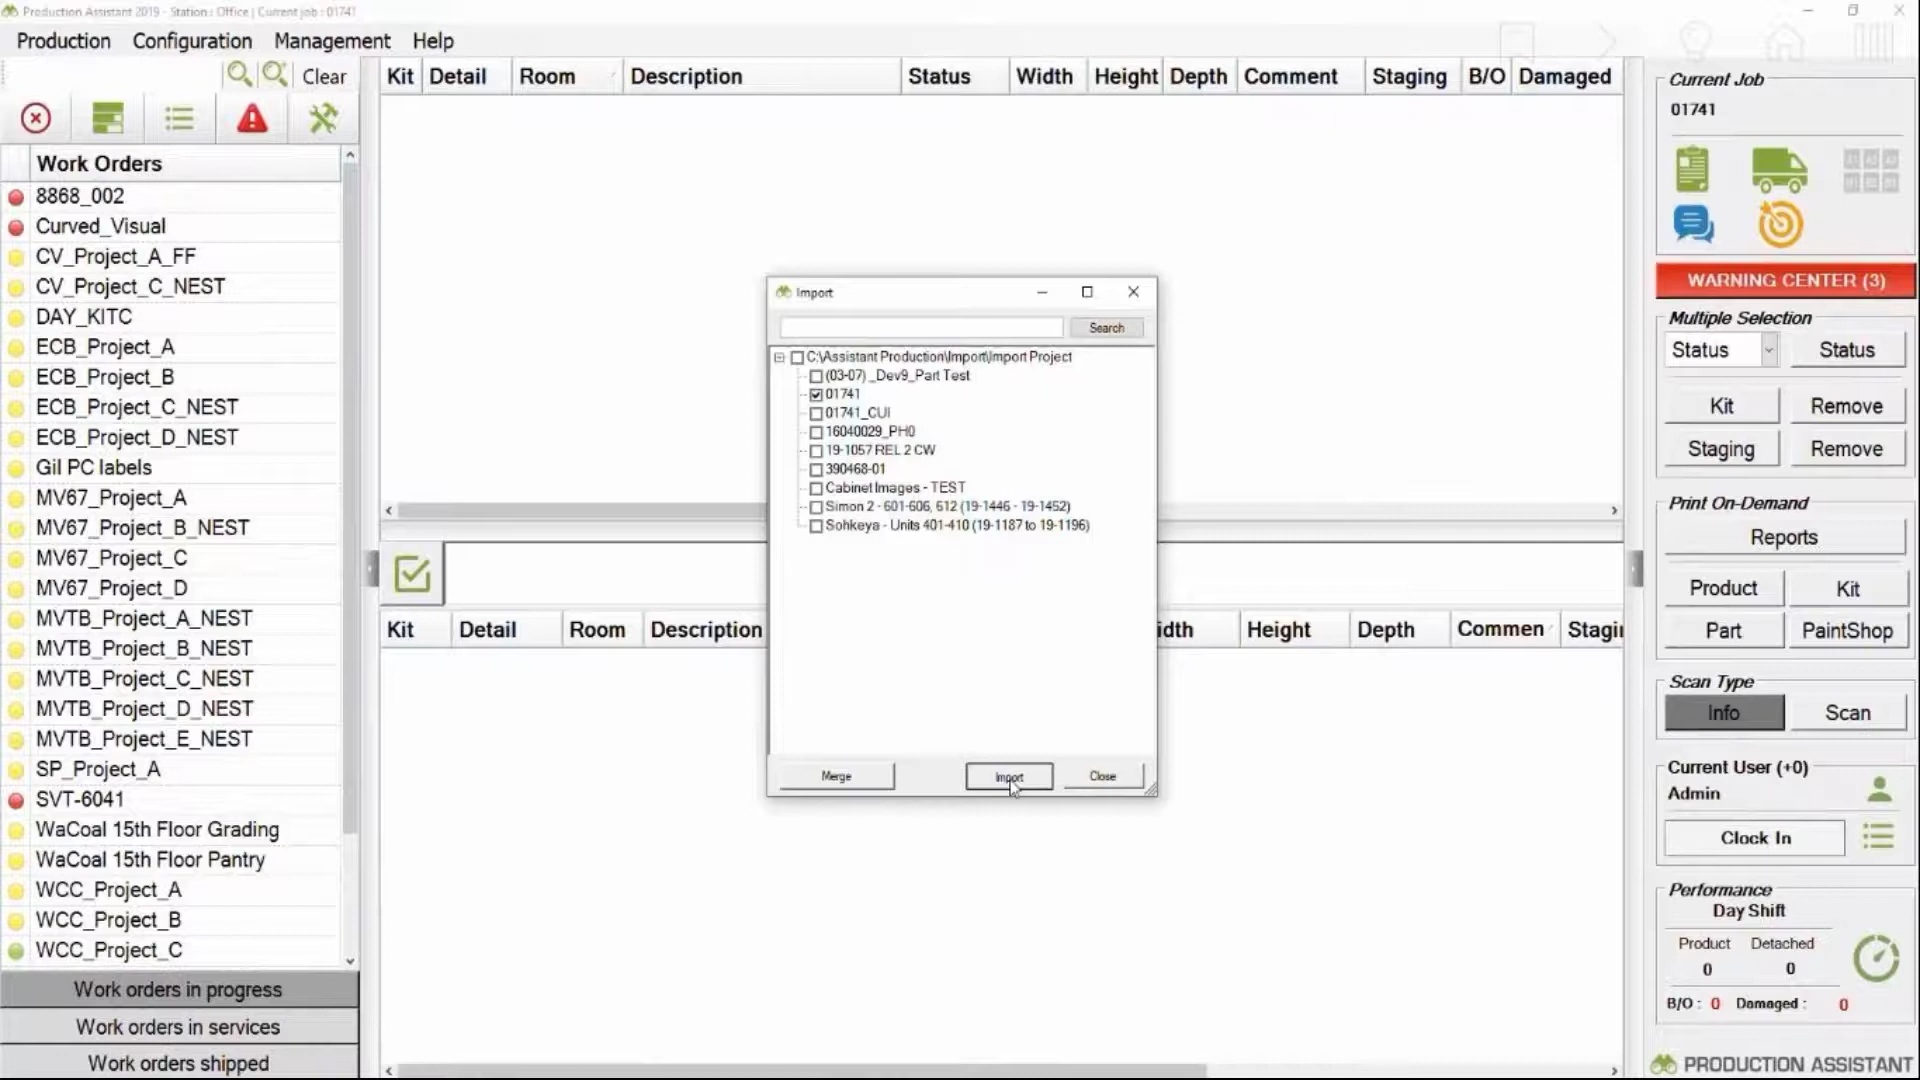 Production Assistant 2019 - Station : Office | Current job : 01741
Production Configuration Management Help
Clear
Work Orders
8868_002
Curved_Visual
CV_Project_A_FF
CV_Project_C_NEST
DAY_KITC
ECB_Project_A
ECB_Project_B
ECB_Project_C_NEST
ECB_Project_D_NEST
Gil PC labels
MV67_Project_A
MV67_Project_B_NEST
MV67_Project_C
MV67_Project_D
MVTB_Project_A_NEST
MVTB_Project_B_NEST
MVTB_Project_C_NEST
MVTB_Project_D_NEST
MVTB_Project_E_NEST
SP_Project_A
SVT-6041
WaCoal 15th Floor Grading
WaCoal 15th Floor Pantry
WCC_Project_A
WCC_Project_B
WCC_Project_C
Work orders in progress
Work orders in services
Work orders shipped
Kit Detail Room Description Status Width Height Depth Comment Staging B/O Damaged
Import
Search
C:\Assistant Production\Import\Import Project
(03-07) _Dev9_Part Test
01741
01741_CUI
16040029_PH0
19-1057 REL 2 CW
390468-01
Cabinet Images - TEST
Simon 2 - 601-606, 612 (19-1446 - 19-1452)
Sohkeya - Units 401-410 (19-1187 to 19-1196)
Merge Import Close
Kit Detail Room Description idth Height Depth Commen Stagi
Current Job
01741
WARNING CENTER (3)
Multiple Selection
Status Status
Kit Remove
Staging Remove
Print On-Demand
Reports
Product Kit
Part PaintShop
Scan Type
Info Scan
Current User (+0)
Admin
Clock In
Performance
Day Shift
Product Detached
0 0
B/O : 0 Damaged : 0
PRODUCTION ASSISTANT